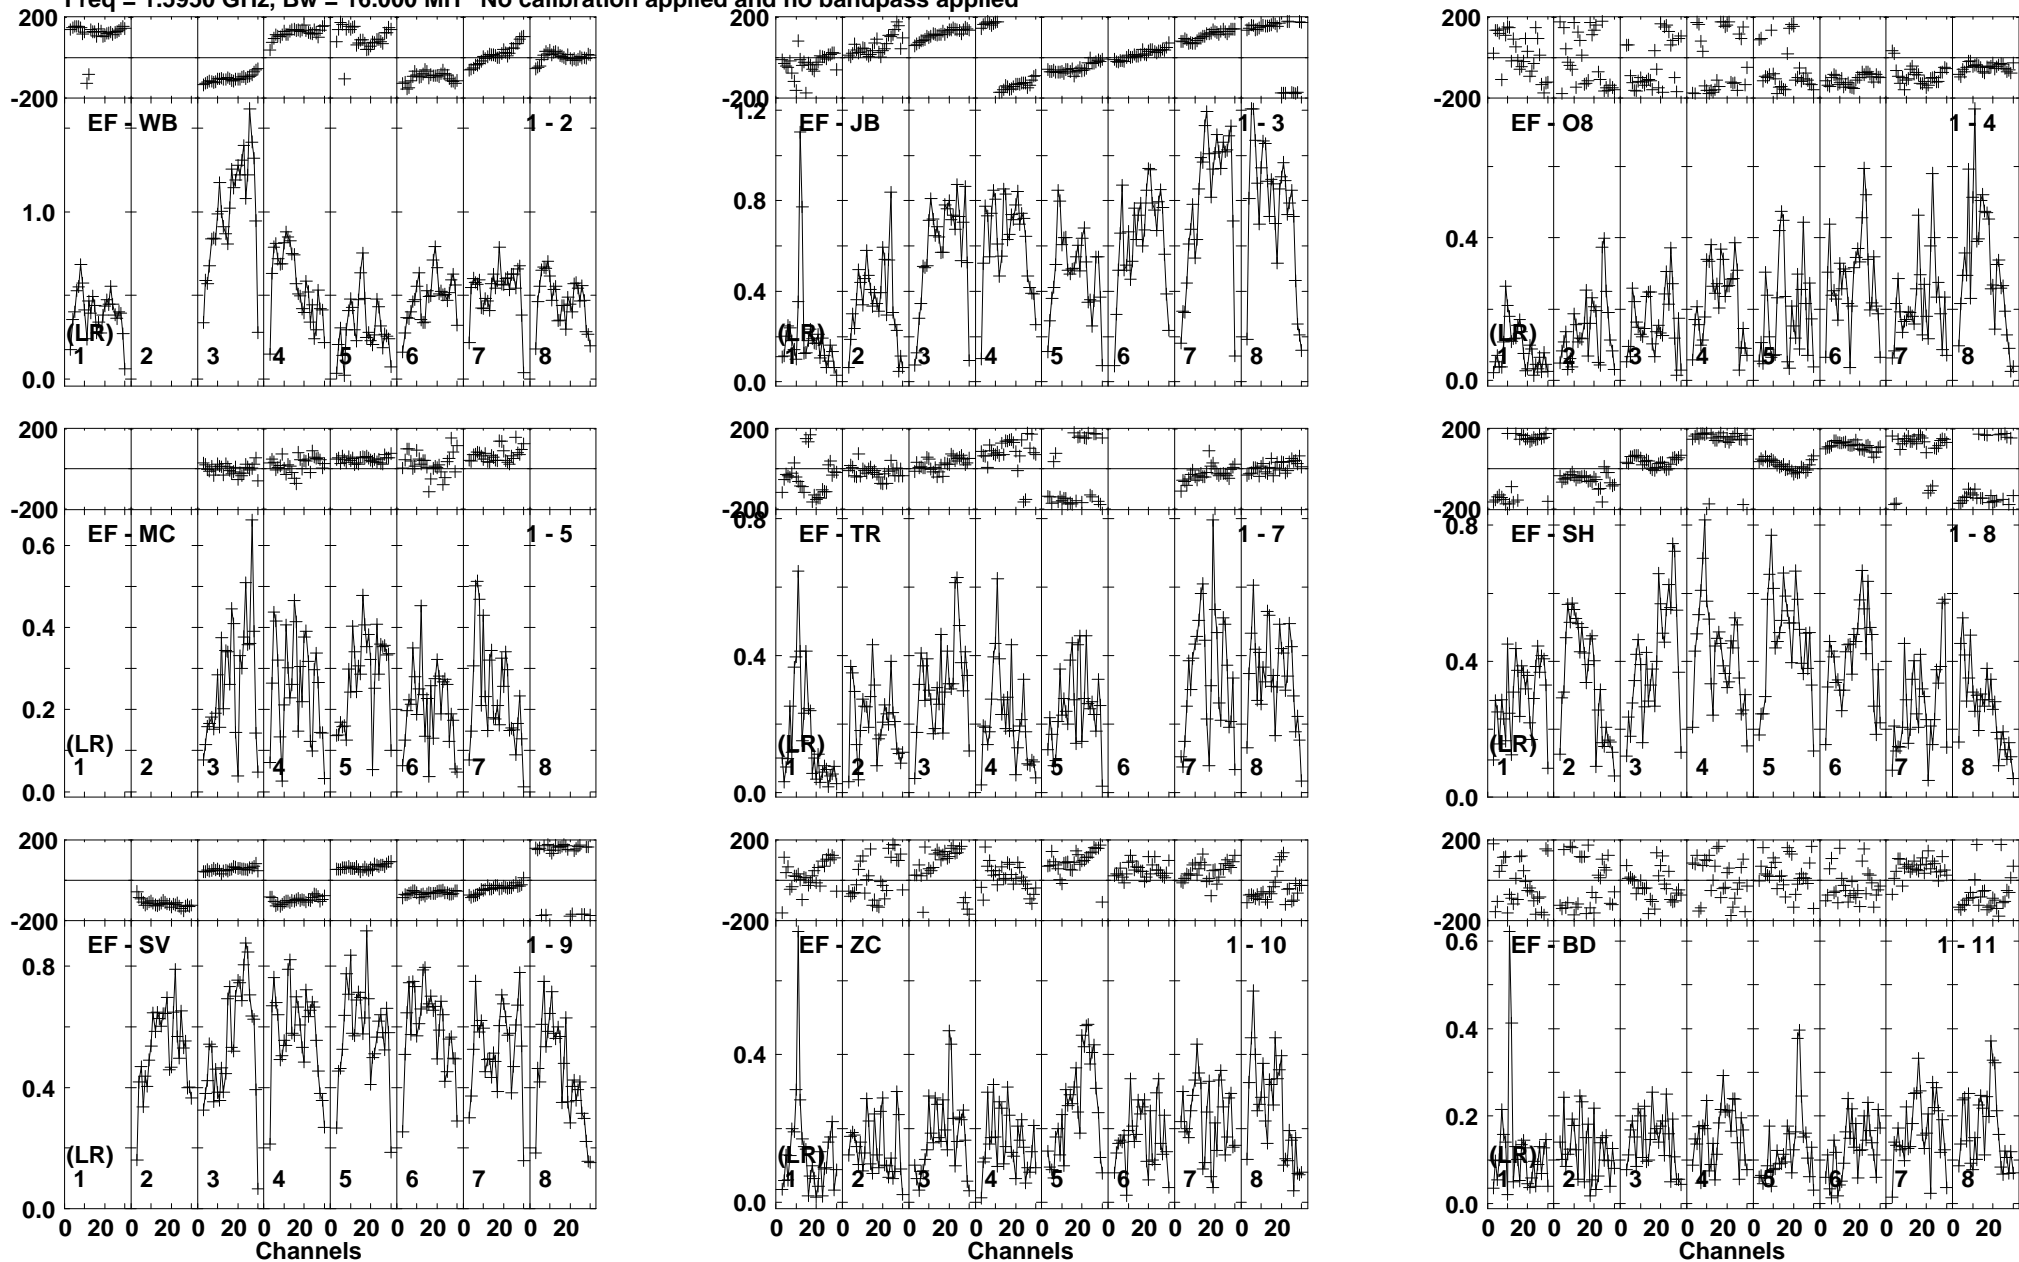 Freq = 1.5950 GHz, Bw = 16.000 MH No calibration applied and no bandpass applied
200 200 200
-200 -200 -200
EF - WB 1 - 2 EF - JB 1 - 3 EF - O8 1 - 4
1.2
1.0 0.8 0.4
0.4
(LR) (LR) (LR)
1 2 3 4 5 6 7 8 1 2 3 4 5 6 7 8 1 2 3 4 5 6 7 8
0.0 0.0 0.0
200 200 200
-200 -200 -200
EF - MC 1 - 5 EF - TR 1 - 7 EF - SH 1 - 8
0.6 0.8 0.8
0.4 0.4 0.4
0.2
(LR) (LR) (LR)
1 2 3 4 5 6 7 8 1 2 3 4 5 6 7 8 1 2 3 4 5 6 7 8
0.0 0.0 0.0
200 200 200
-200 -200 -200
EF - SV 1 - 9 EF - ZC 1 - 10 EF - BD 1 - 11
0.8 0.6
0.4 0.4 0.4
0.2
(LR) (LR) (LR)
1 2 3 4 5 6 7 8 1 2 3 4 5 6 7 8 1 2 3 4 5 6 7 8
0.0 0.0 0.0
0 20 0 20 0 20 0 20 0 20 0 20 0 20 0 20 0 20 0 20 0 20 0 20 0 20 0 20 0 20 0 20 0 20 0 20 0 20 0 20 0 20 0 20 0 20 0 20
Channels Channels Channels